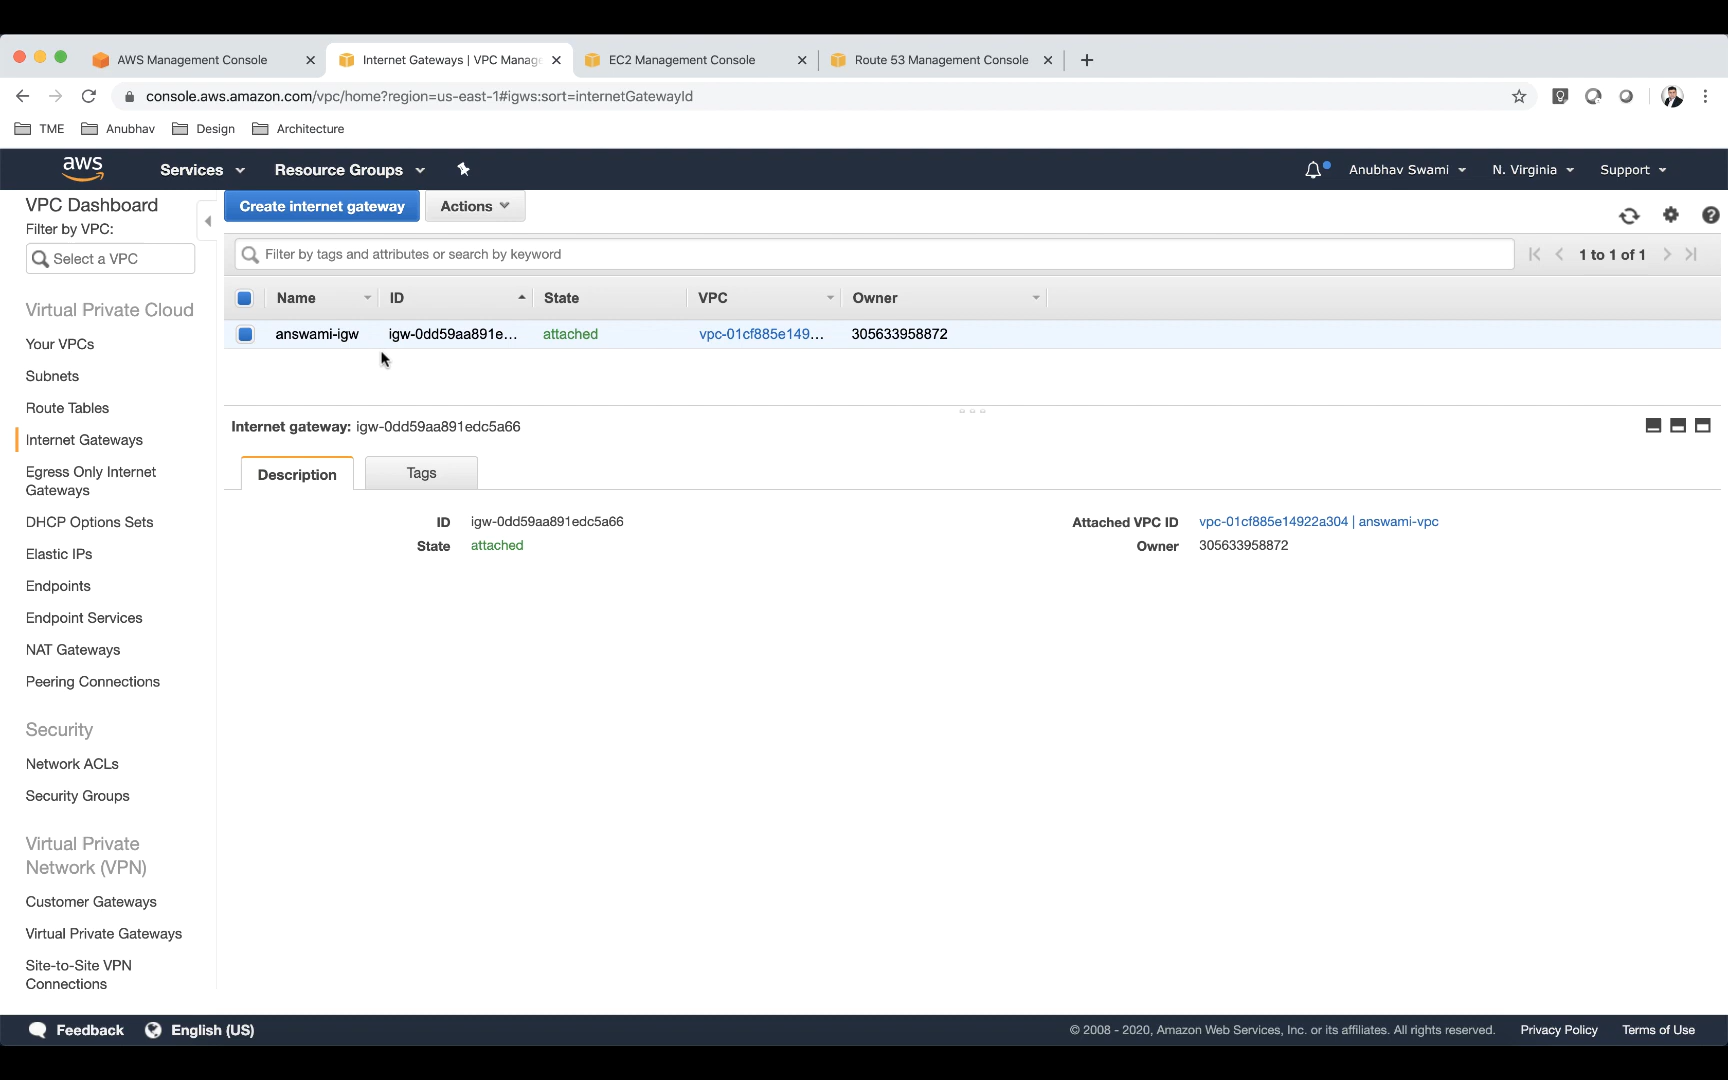 AWS Management Console
Internet Gateways | VPC Manag
EC2 Management Console
Route 53 Management Console
console.aws.amazon.com/vpc/home?region=us-east-1#igws:sort=internetGatewayId
TME
Anubhav
Design
Architecture
aws
Services
Resource Groups
Anubhav Swami
N. Virginia
Support
VPC Dashboard
Filter by VPC:
Select a VPC
Virtual Private Cloud
Your VPCs
Subnets
Route Tables
Internet Gateways
Egress Only Internet
Gateways
DHCP Options Sets
Elastic IPs
Endpoints
Endpoint Services
NAT Gateways
Peering Connections
Security
Network ACLs
Security Groups
Virtual Private
Network (VPN)
Customer Gateways
Virtual Private Gateways
Site-to-Site VPN
Connections
Create internet gateway
Actions
Filter by tags and attributes or search by keyword
1 to 1 of 1
Name ID State VPC Owner
answami-igw igw-0dd59aa891e... attached vpc-01cf885e149... 305633958872
Internet gateway: igw-0dd59aa891edc5a66
Description
Tags
ID igw-0dd59aa891edc5a66
State attached
Attached VPC ID vpc-01cf885e14922a304 | answami-vpc
Owner 305633958872
Feedback
English (US)
© 2008 - 2020, Amazon Web Services, Inc. or its affiliates. All rights reserved.
Privacy Policy
Terms of Use